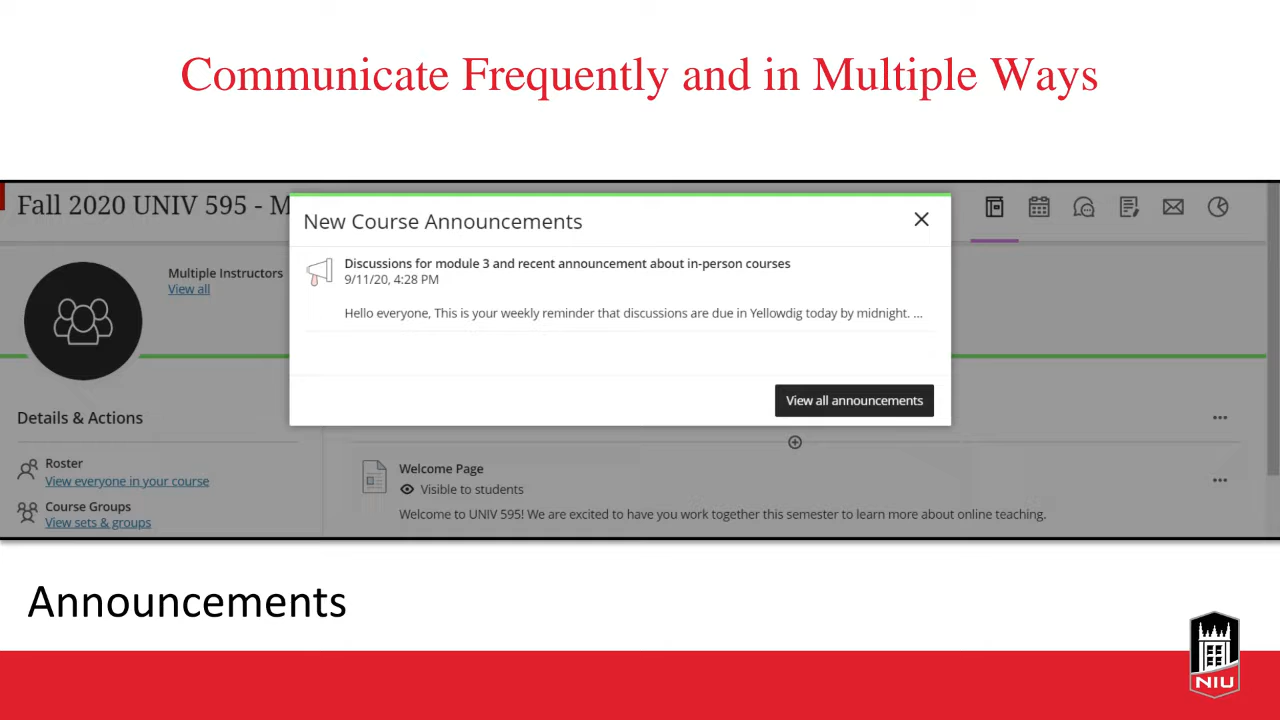 Communicate Frequently and in Multiple Ways
Fall 2020 UNIV 595 - M
New Course Announcements
Discussions for module 3 and recent announcement about in-person courses
9/11/20, 4:28 PM
Hello everyone, This is your weekly reminder that discussions are due in Yellowdig today by midnight. ...
View all announcements
Multiple Instructors
View all
Details & Actions
Roster
View everyone in your course
Course Groups
View sets & groups
Welcome Page
Visible to students
Welcome to UNIV 595! We are excited to have you work together this semester to learn more about online teaching.
Announcements
NIU